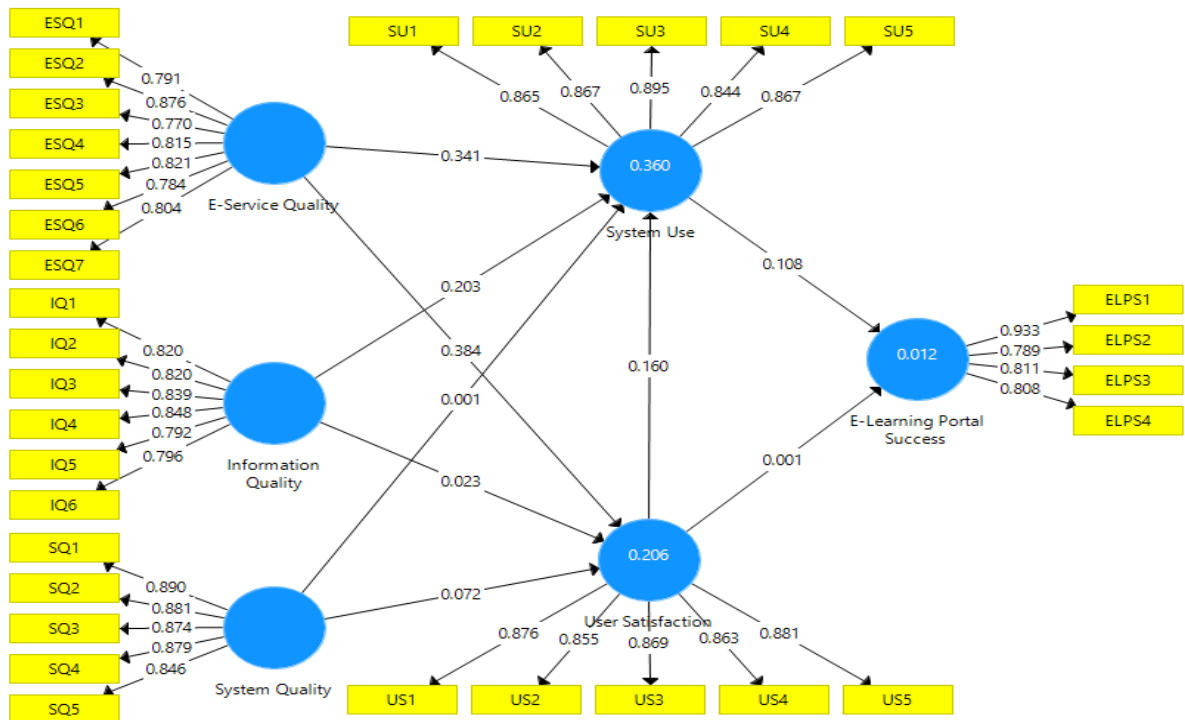 ESQ1
ESQ2
ESQ3
ESQ4
ESQ5
ESQ6
ESQ7
0.791
0.876
0.770
0.815
0.821
0.784
0.804
E-Service Quality
IQ1
IQ2
IQ3
IQ4
IQ5
IQ6
0.820
0.820
0.839
0.848
0.792
0.796
Information
Quality
SQ1
SQ2
SQ3
SQ4
SQ5
0.890
0.881
0.874
0.879
0.846
System Quality
0.341
0.203
0.384
0.001
0.023
0.072
SU1
SU2
SU3
SU4
SU5
0.865
0.867
0.895
0.844
0.867
0.360
System Use
0.160
0.206
User Satisfaction
0.876
0.855
0.869
0.863
0.881
US1
US2
US3
US4
US5
0.108
0.001
0.012
E-Learning Portal
Success
0.933
0.789
0.811
0.808
ELPS1
ELPS2
ELPS3
ELPS4